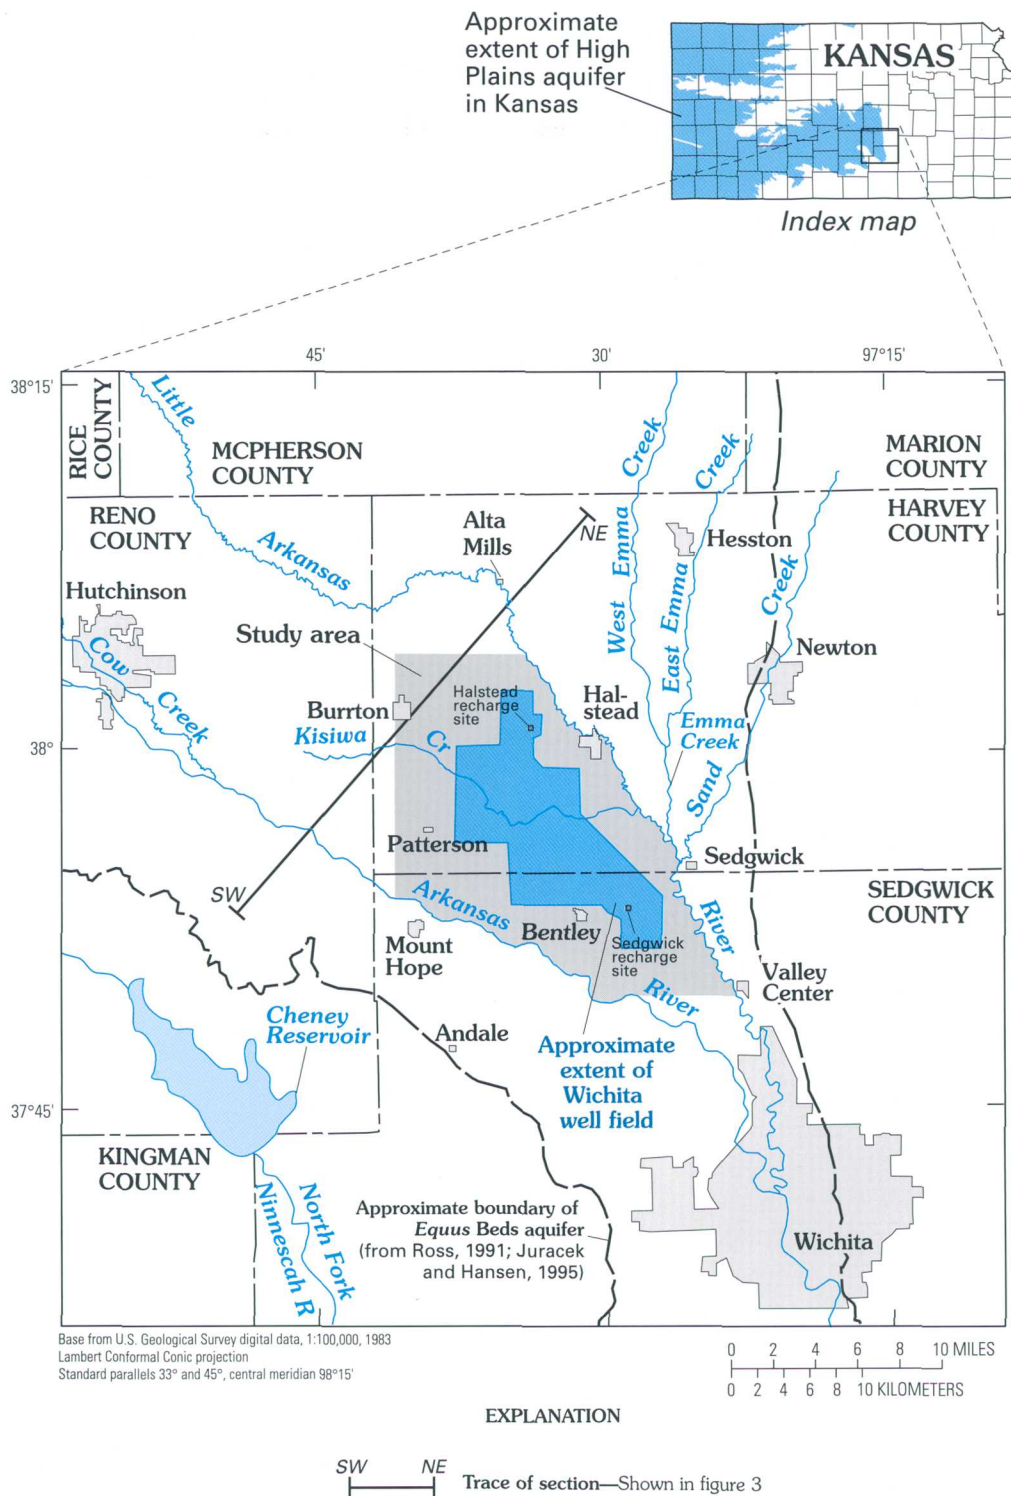 Approximate
extent of High
Plains aquifer
in Kansas
KANSAS
Index map
45'
30'
97°15'
38°15'
38°
37°45'
RICE
COUNTY
Little
MCPHERSON
COUNTY
Creek
Creek
MARION
COUNTY
RENO
COUNTY
Arkansas
Alta
Mills
NE
West Emma
East Emma
Hesston
Creek
HARVEY
COUNTY
Hutchinson
Cow
Creek
Study area
Newton
Burrton
Kisiwa
Cr
Halstead
recharge
site
Hal-
stead
Emma
Creek
Sand
Patterson
Sedgwick
SW
Arkansas
River
SEDGWICK
COUNTY
Mount
Hope
Bentley
Sedgwick
recharge
site
River
Valley
Center
Cheney
Reservoir
Andale
Approximate
extent of
Wichita
well field
KINGMAN
COUNTY
North Fork
Ninnescah R
Approximate boundary of
Equus Beds aquifer
(from Ross, 1991; Juracek
and Hansen, 1995)
Wichita
Base from U.S. Geological Survey digital data, 1:100,000, 1983
Lambert Conformal Conic projection
Standard parallels 33° and 45°, central meridian 98°15'
0 2 4 6 8 10 MILES
0 2 4 6 8 10 KILOMETERS
EXPLANATION
SW NE
Trace of section—Shown in figure 3